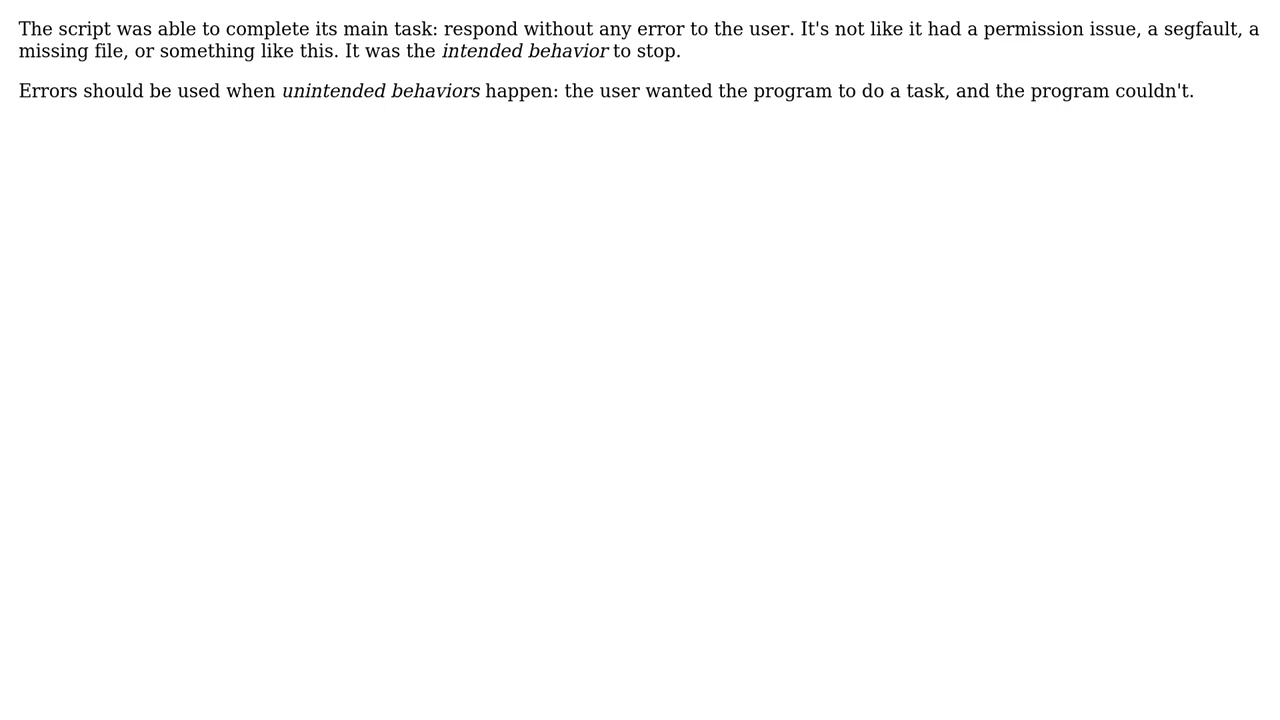 The script was able to complete its main task: respond without any error to the user. It's not like it had a permission issue, a segfault, a
missing file, or something like this. It was the intended behavior to stop.
Errors should be used when unintended behaviors happen: the user wanted the program to do a task, and the program couldn't.